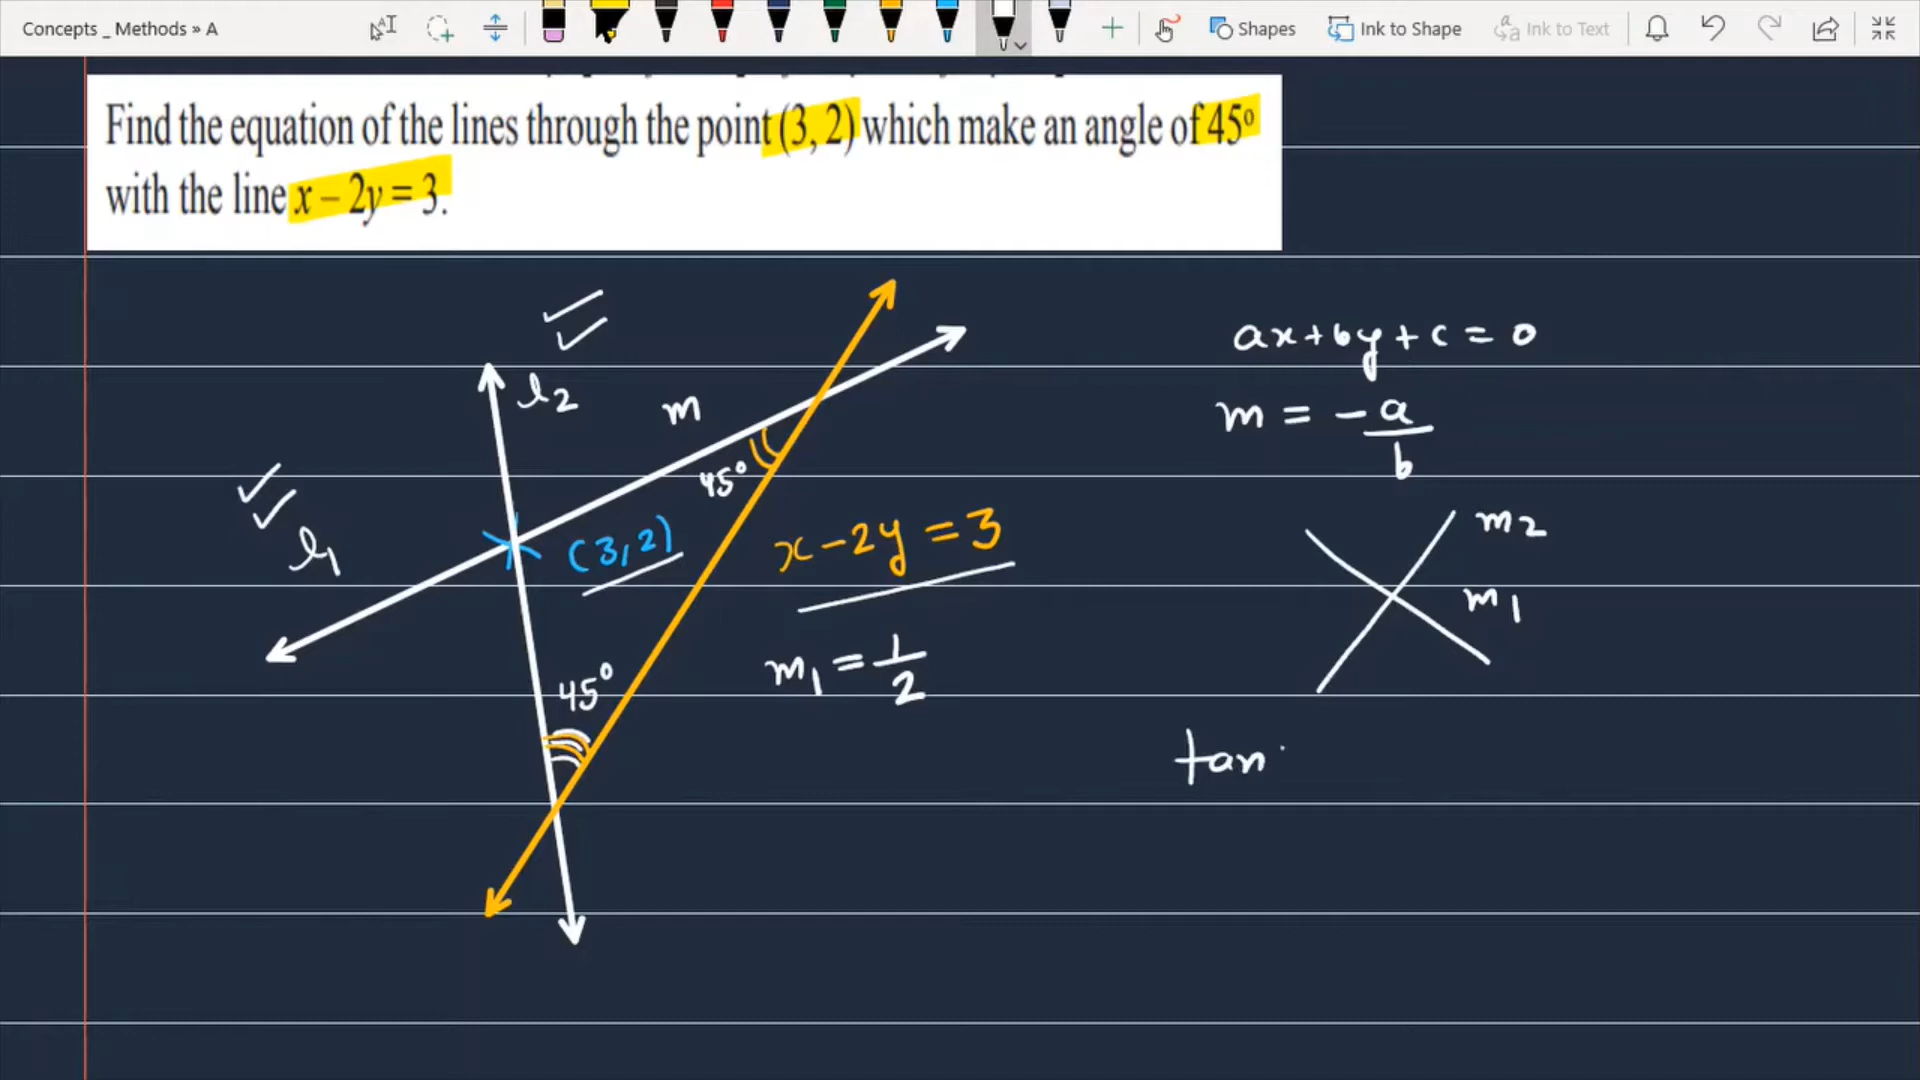 Concepts _ Methods » A
Shapes
Ink to Shape
Ink to Text
Find the equation of the lines through the point (3, 2) which make an angle of 45º
with the line x – 2y = 3.
ax+by+c=0
l2
m
m = -a/b
45°
l1
(3,2)
x-2y=3
m2
m1
m1 = 1/2
45°
tan